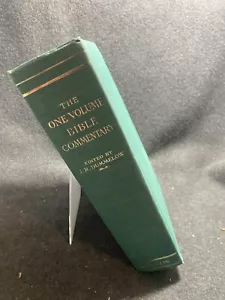 THE
ONE VOLUME
BIBLE
COMMENTARY
EDITED BY
J. R. DUMMELOW